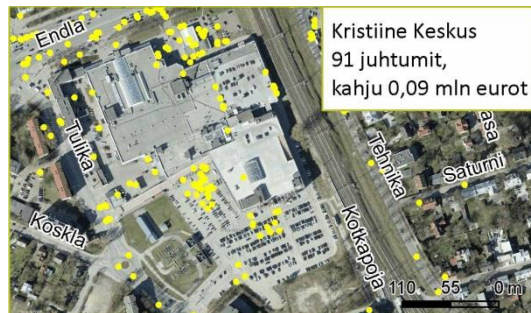 Kristiine Keskus
91 juhtumit,
kahju 0,09 mln eurot
Endla
Tulika
Koskla
Tehnika
Saturni
Kotkapoja
110 55 0 m